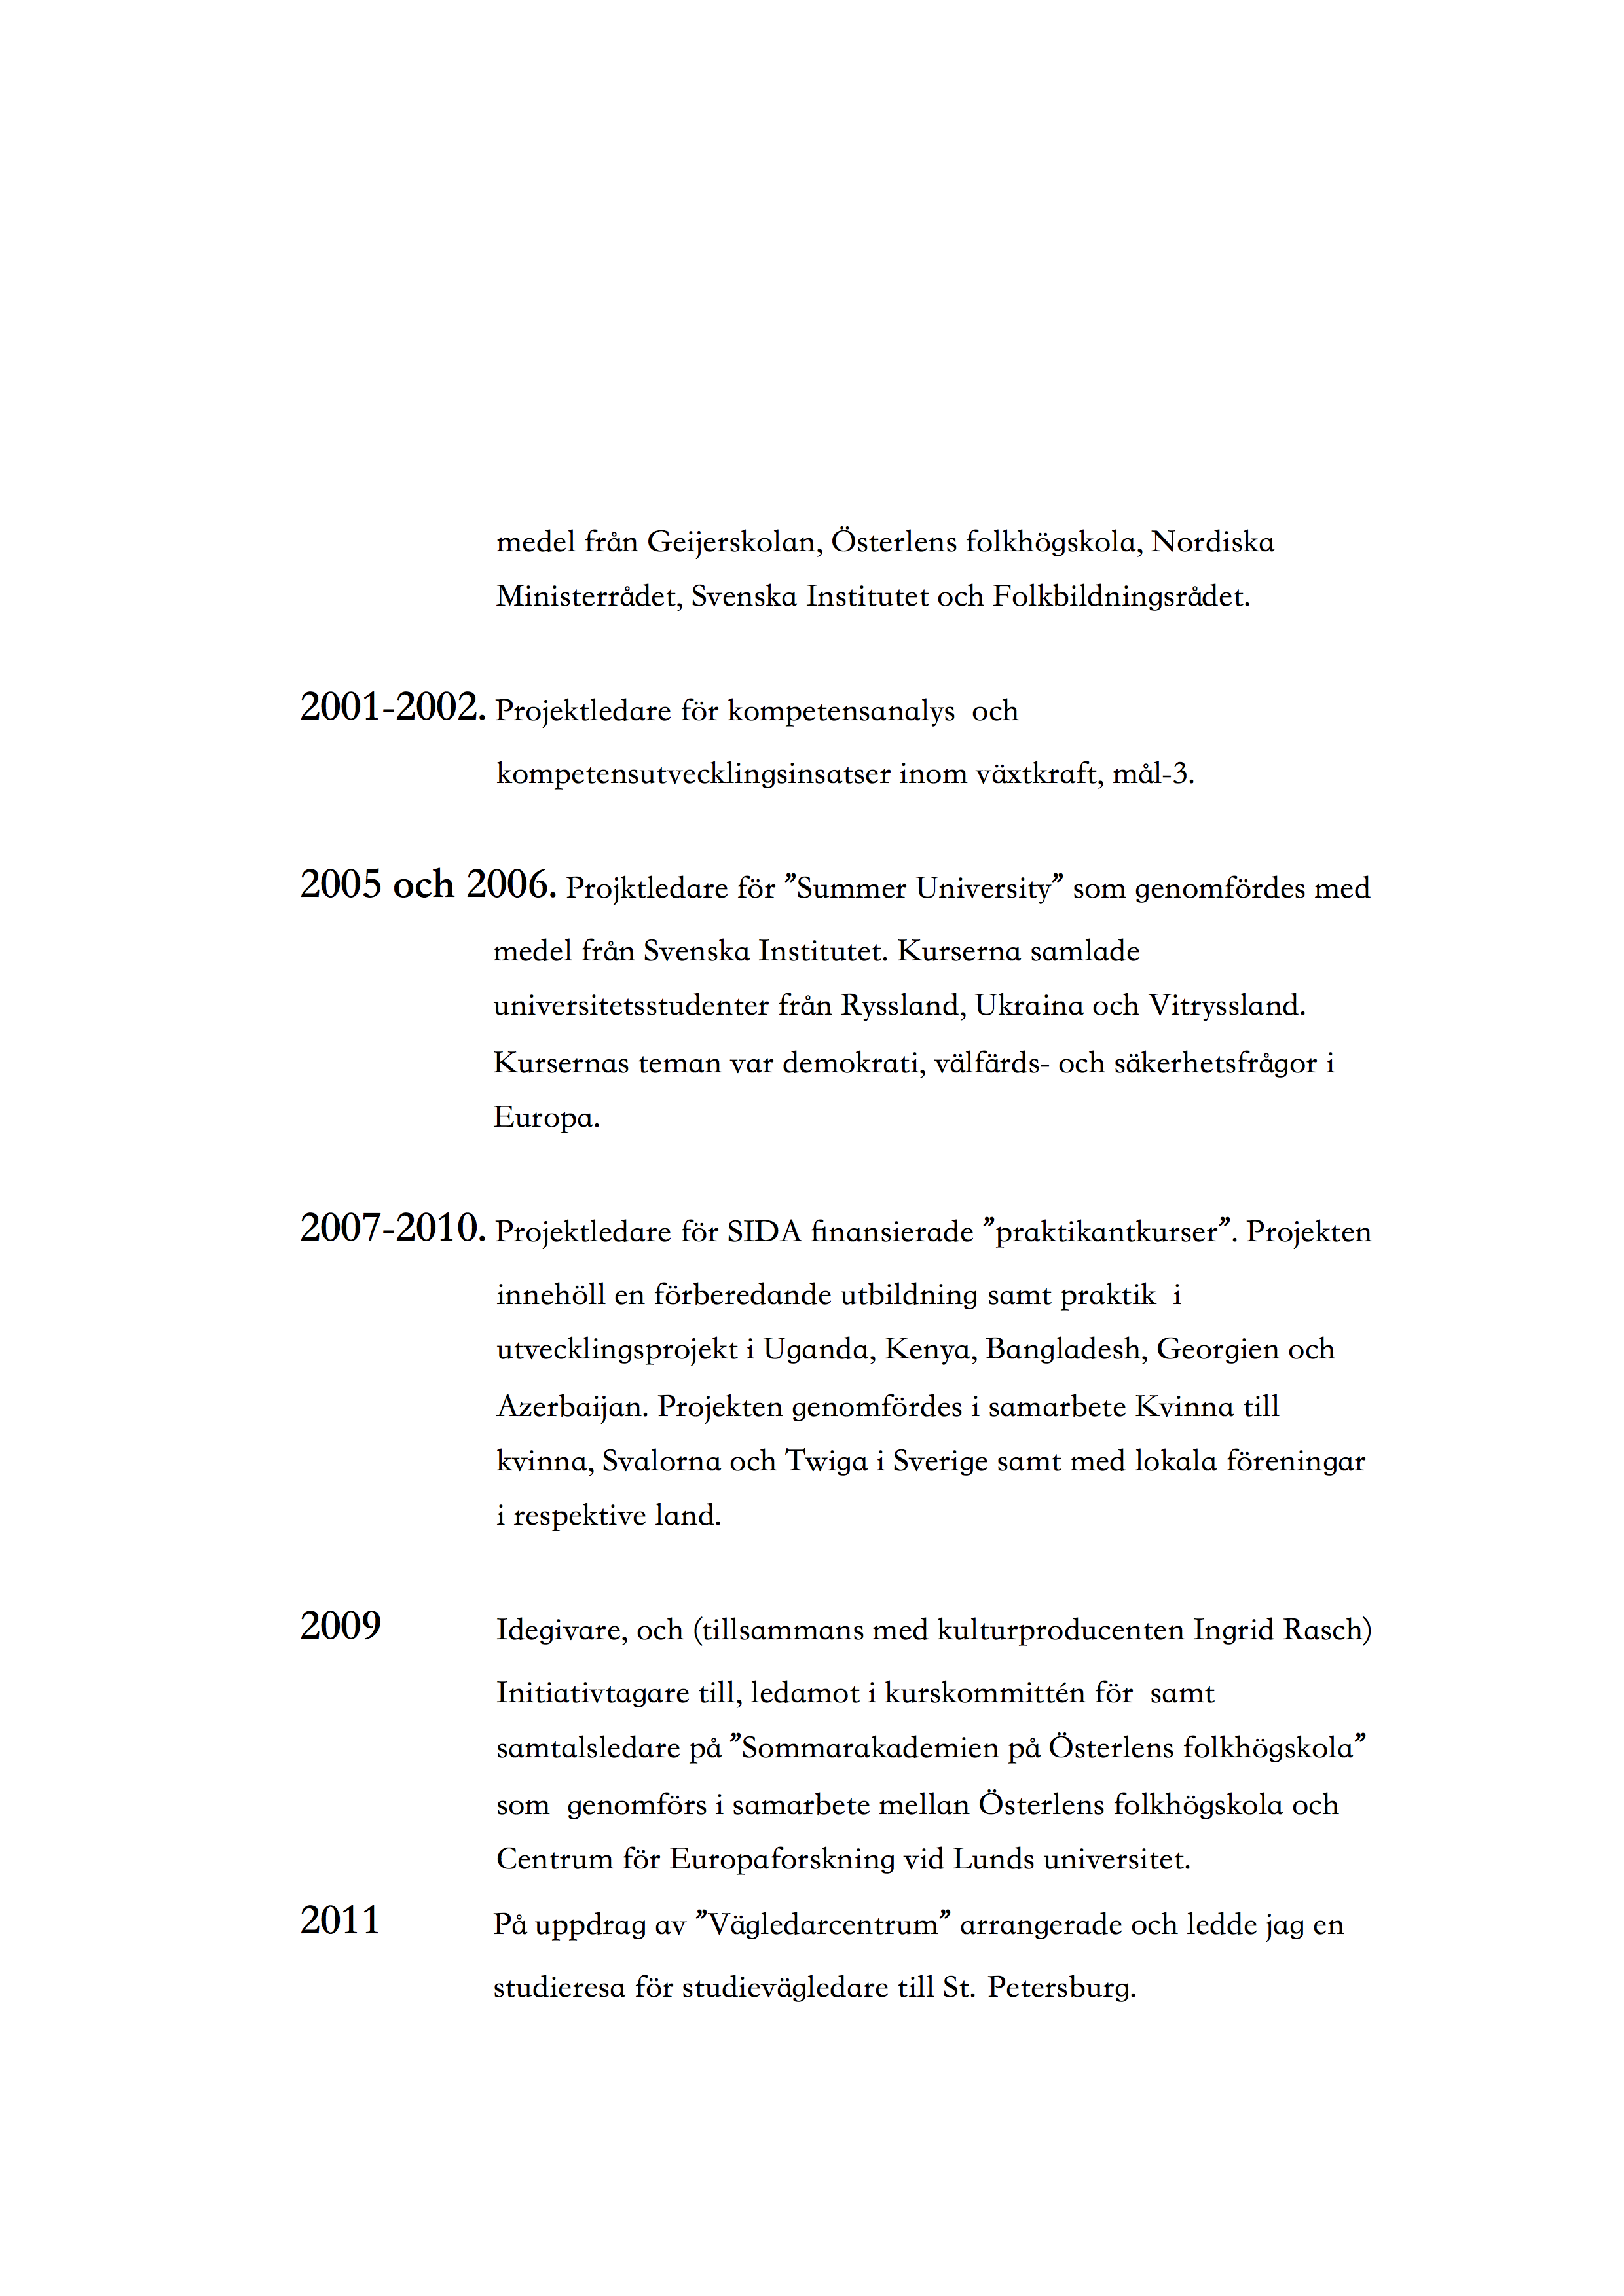 medel från Geijerskolan, Österlens folkhögskola, Nordiska
Ministerrådet, Svenska Institutet och Folkbildningsrådet.
2001-2002. Projektledare för kompetensanalys  och
kompetensutvecklingsinsatser inom växtkraft, mål-3.
2005 och 2006. Projktledare för ”Summer University” som genomfördes med
medel från Svenska Institutet. Kurserna samlade
universitetsstudenter från Ryssland, Ukraina och Vitryssland.
Kursernas teman var demokrati, välfärds- och säkerhetsfrågor i
Europa.
2007-2010. Projektledare för SIDA finansierade ”praktikantkurser”. Projekten
innehöll en förberedande utbildning samt praktik  i
utvecklingsprojekt i Uganda, Kenya, Bangladesh, Georgien och
Azerbaijan. Projekten genomfördes i samarbete Kvinna till
kvinna, Svalorna och Twiga i Sverige samt med lokala föreningar
i respektive land.
2009 Idegivare, och (tillsammans med kulturproducenten Ingrid Rasch)
Initiativtagare till, ledamot i kurskommittén för  samt
samtalsledare på ”Sommarakademien på Österlens folkhögskola”
som  genomförs i samarbete mellan Österlens folkhögskola och
Centrum för Europaforskning vid Lunds universitet.
2011 På uppdrag av ”Vägledarcentrum” arrangerade och ledde jag en
studieresa för studievägledare till St. Petersburg.